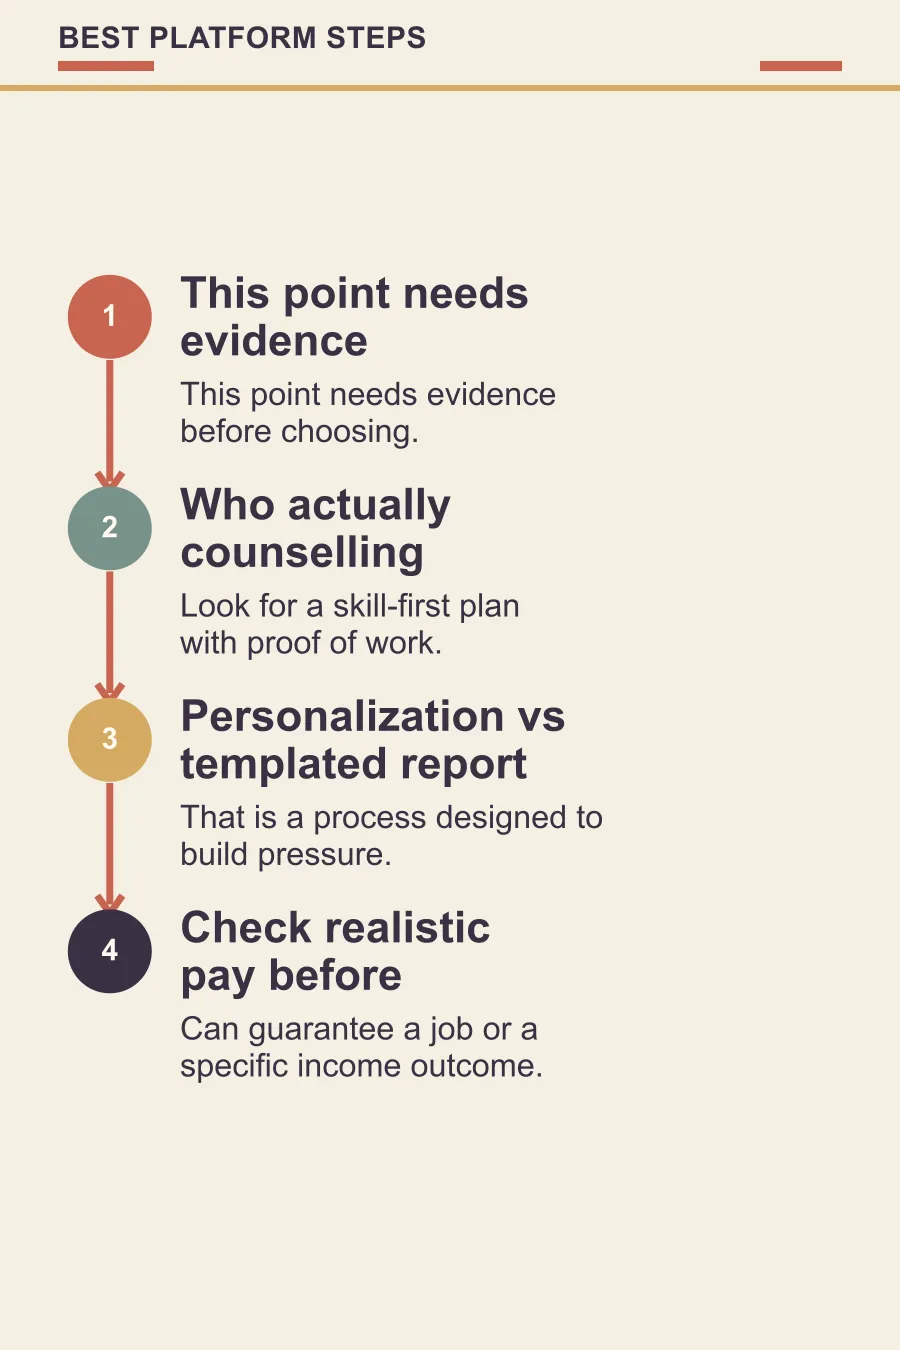 BEST PLATFORM STEPS
1
This point needs
evidence
This point needs evidence
before choosing.
2
Who actually
counselling
Look for a skill-first plan
with proof of work.
3
Personalization vs
templated report
That is a process designed to
build pressure.
4
Check realistic
pay before
Can guarantee a job or a
specific income outcome.